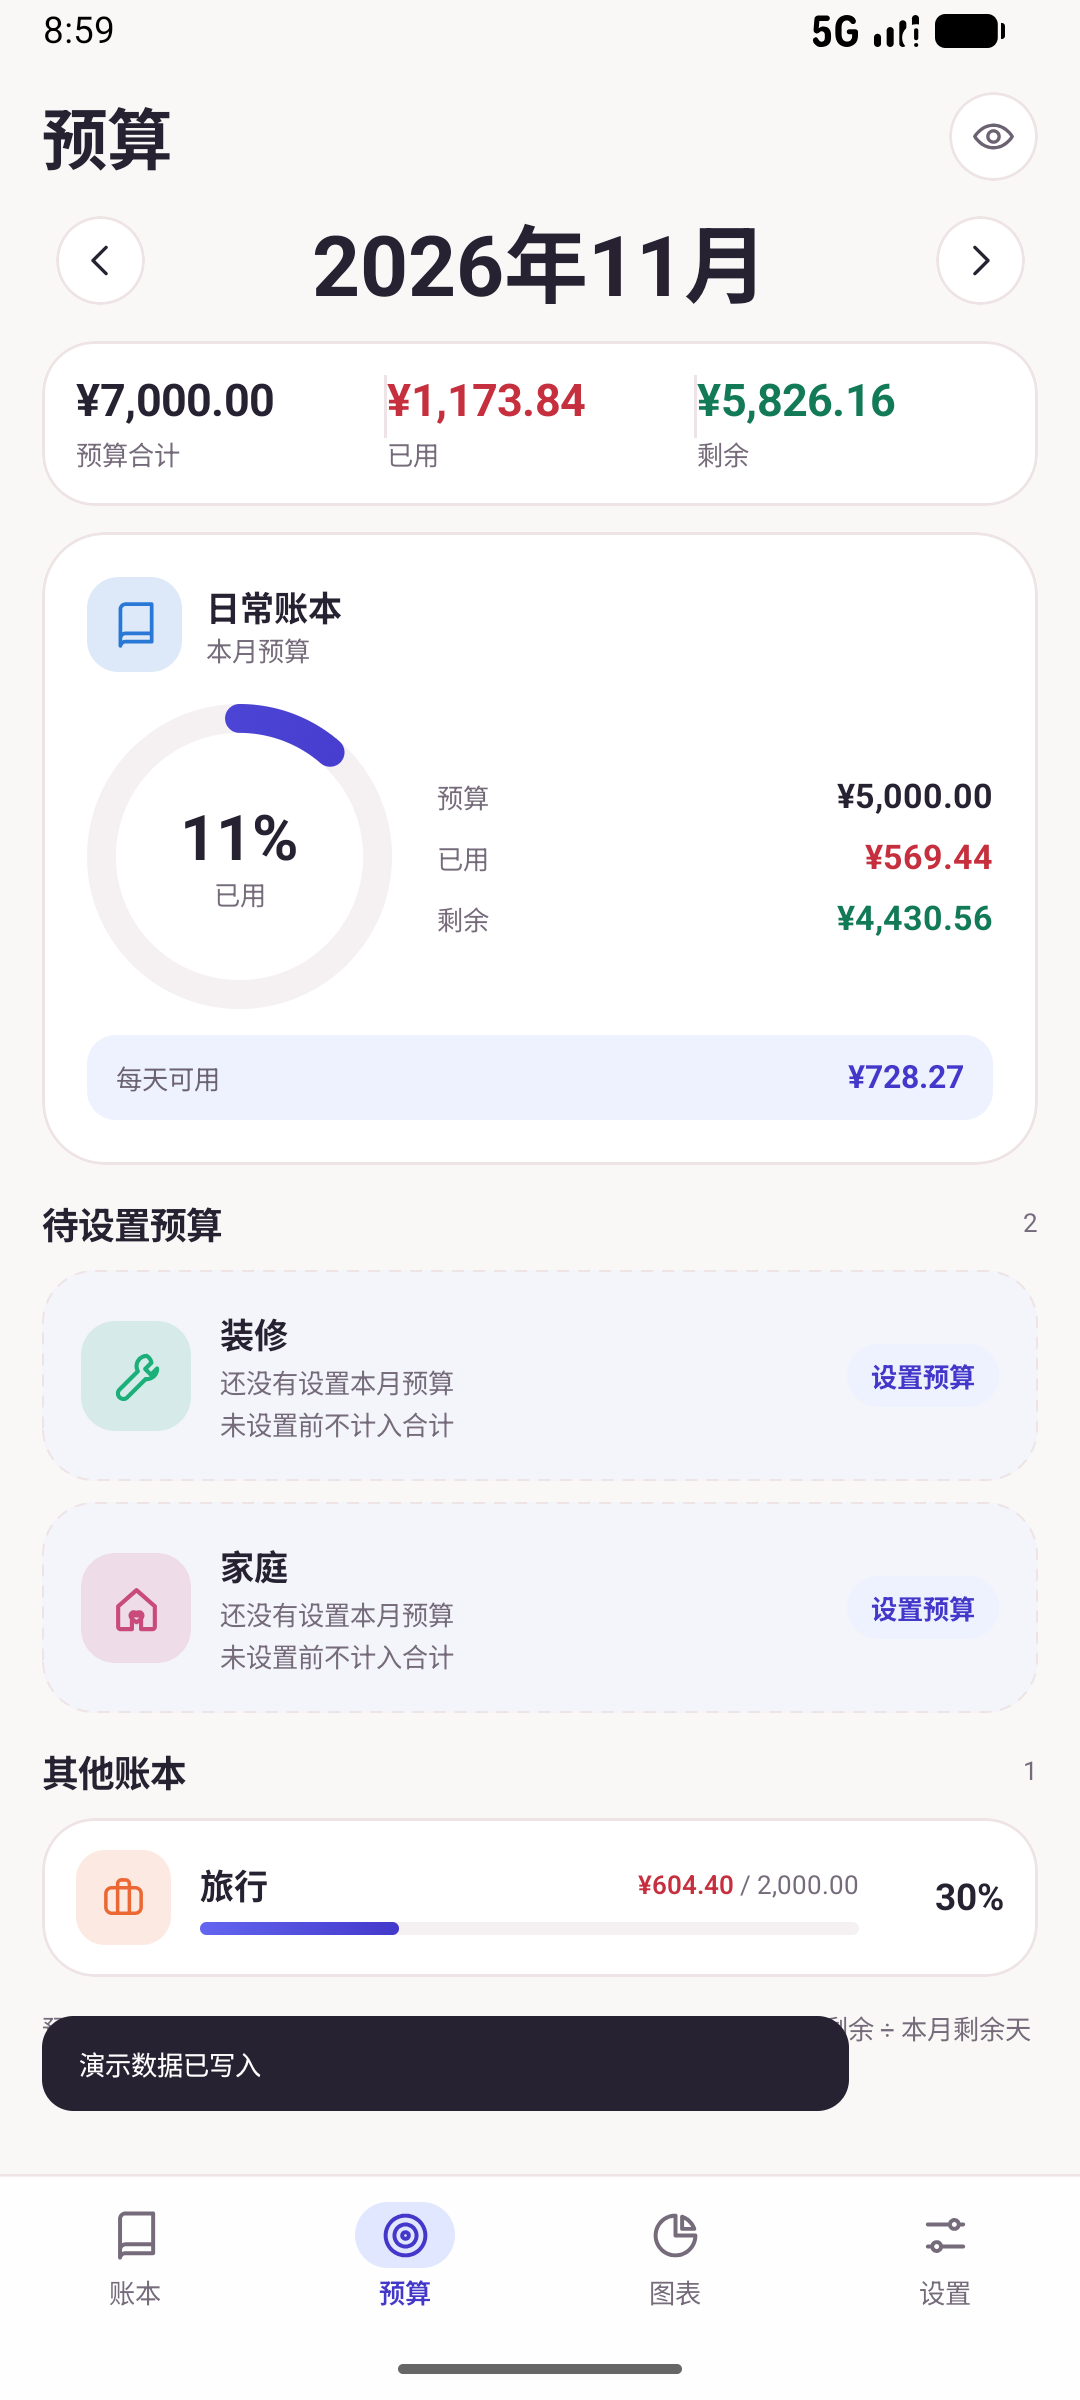 8:59
5G
预算
2026年11月
¥7,000.00
预算合计
¥1,173.84
已用
¥5,826.16
剩余
日常账本
本月预算
11%
已用
预算
¥5,000.00
已用
¥569.44
剩余
¥4,430.56
每天可用
¥728.27
待设置预算
2
装修
还没有设置本月预算
未设置前不计入合计
设置预算
家庭
还没有设置本月预算
未设置前不计入合计
设置预算
其他账本
1
旅行
¥604.40 / 2,000.00
30%
余 ÷ 本月剩余天
演示数据已写入
账本
预算
图表
设置